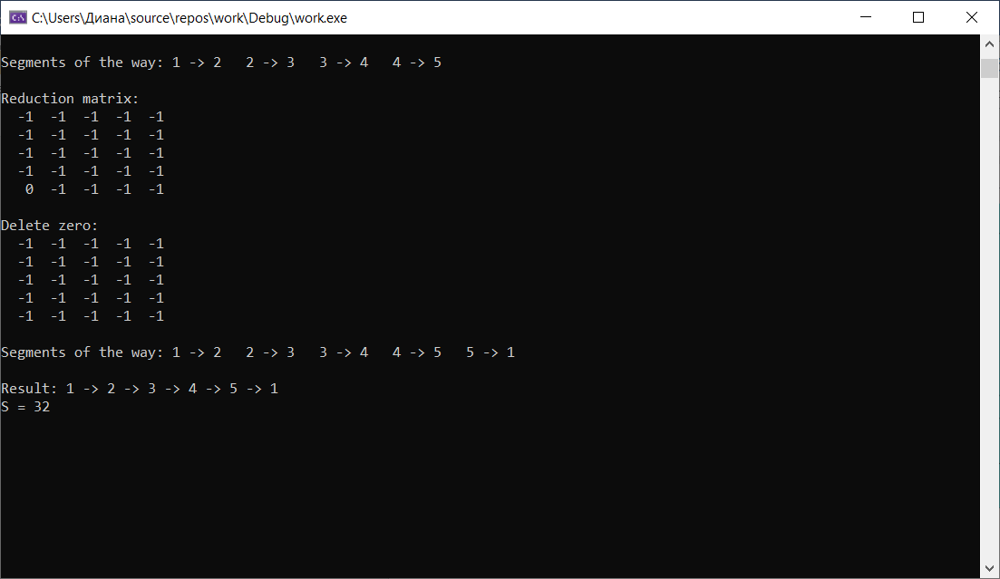 C:\Users\Диана\source\repos\work\Debug\work.exe
Segments of the way: 1 -> 2   2 -> 3   3 -> 4   4 -> 5
Reduction matrix:
  -1  -1  -1  -1  -1
  -1  -1  -1  -1  -1
  -1  -1  -1  -1  -1
  -1  -1  -1  -1  -1
   0  -1  -1  -1  -1
Delete zero:
  -1  -1  -1  -1  -1
  -1  -1  -1  -1  -1
  -1  -1  -1  -1  -1
  -1  -1  -1  -1  -1
  -1  -1  -1  -1  -1
Segments of the way: 1 -> 2   2 -> 3   3 -> 4   4 -> 5   5 -> 1
Result: 1 -> 2 -> 3 -> 4 -> 5 -> 1
S = 32